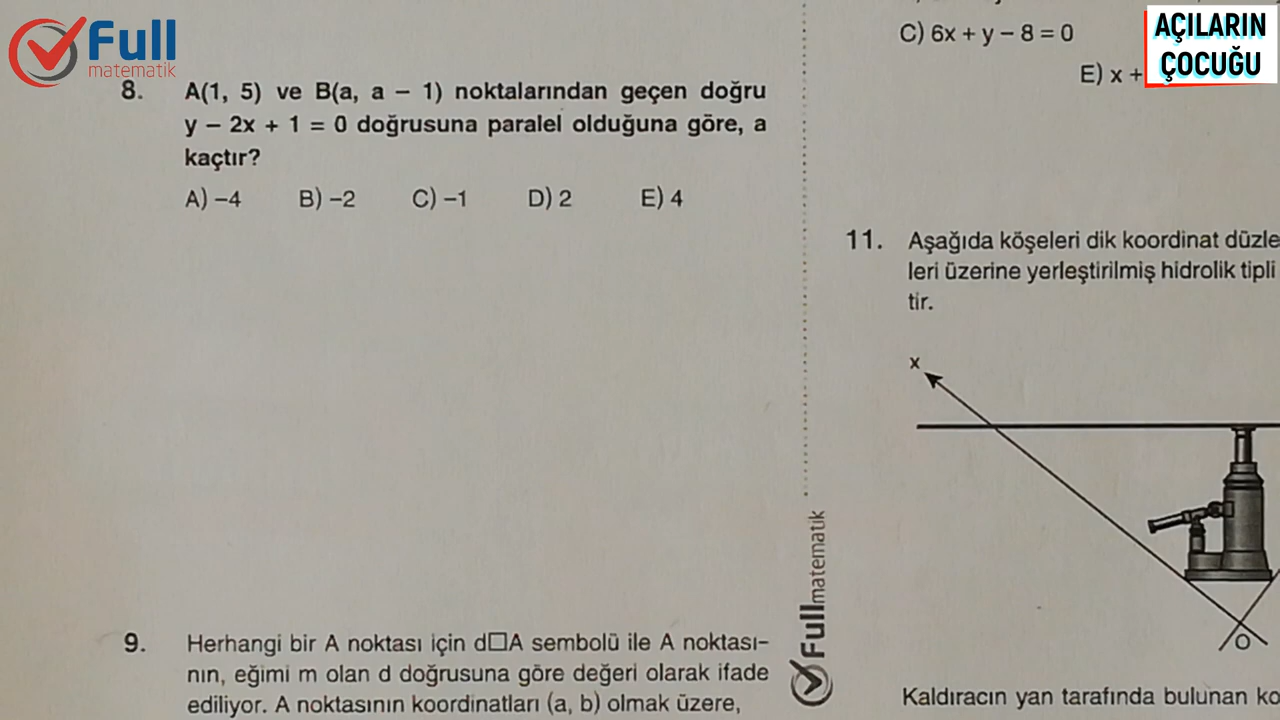 Full
matematik
8. A(1, 5) ve B(a, a – 1) noktalarından geçen doğru
y – 2x + 1 = 0 doğrusuna paralel olduğuna göre, a
kaçtır?
A) –4 B) –2 C) –1 D) 2 E) 4
9. Herhangi bir A noktası için d□A sembolü ile A noktası-
nın, eğimi m olan d doğrusuna göre değeri olarak ifade
ediliyor. A noktasının koordinatları (a, b) olmak üzere,
Fullmatematik
C) 6x + y – 8 = 0
E) x +
AÇILARIN
ÇOCUĞU
11. Aşağıda köşeleri dik koordinat düzle
leri üzerine yerleştirilmiş hidrolik tipli
tir.
x
O
Kaldıracın yan tarafında bulunan ko